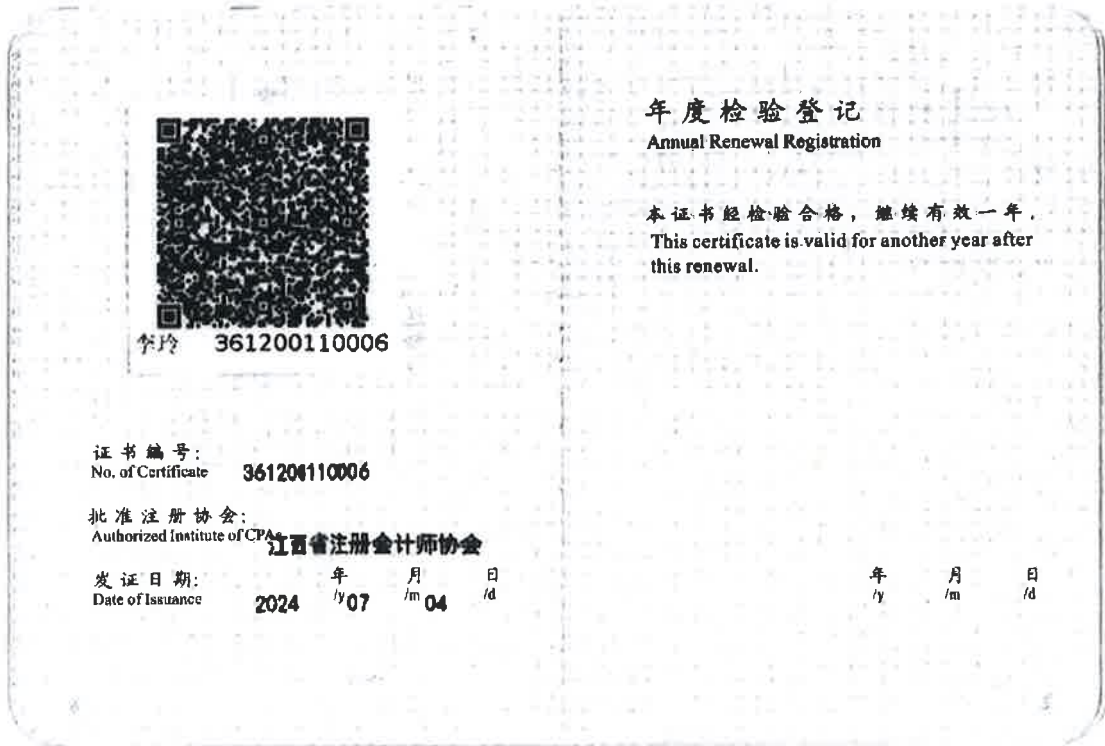 李玲 361200110006
证书编号:
No. of Certificate 361200110006
批准注册协会:
Authorized Institute of CPAs
江西省注册会计师协会
发证日期: 年 月 日
Date of Issuance 2024 /y 07 /m 04 /d
年度检验登记
Annual Renewal Registration
本证书经检验合格，继续有效一年.
This certificate is valid for another year after
this renewal.
年 月 日
/y /m /d